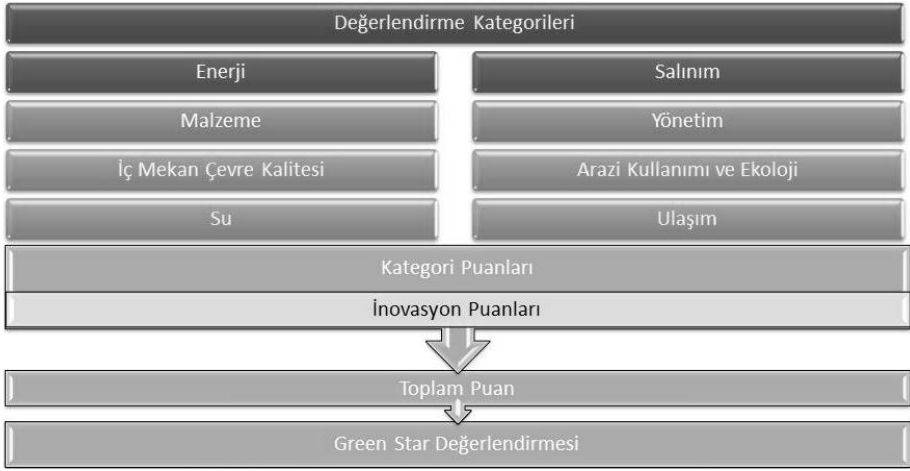 Değerlendirme Kategorileri
Enerji
Salınım
Malzeme
Yönetim
İç Mekan Çevre Kalitesi
Arazi Kullanımı ve Ekoloji
Su
Ulaşım
Kategori Puanları
İnovasyon Puanları
Toplam Puan
Green Star Değerlendirmesi